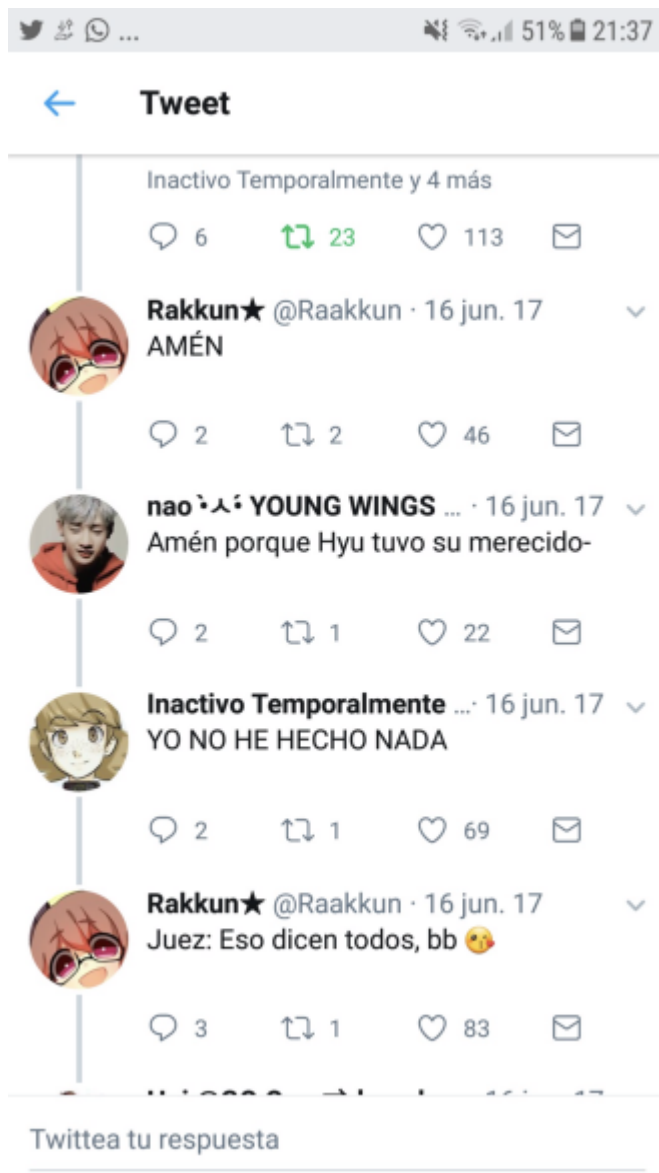 ... 51% 21:37
Tweet
Inactivo Temporalmente y 4 más
6 23 113
Rakkun★ @Raakkun · 16 jun. 17
AMÉN
2 2 46
nao YOUNG WINGS ... · 16 jun. 17
Amén porque Hyu tuvo su merecido-
2 1 22
Inactivo Temporalmente ... · 16 jun. 17
YO NO HE HECHO NADA
2 1 69
Rakkun★ @Raakkun · 16 jun. 17
Juez: Eso dicen todos, bb 😘
3 1 83
Twittea tu respuesta